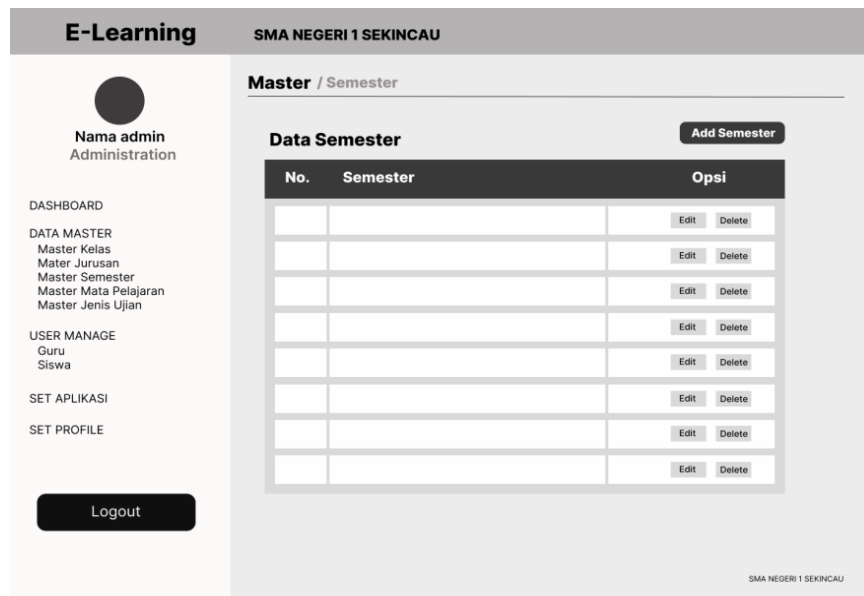 E-Learning
SMA NEGERI 1 SEKINCAU
Nama admin
Administration
DASHBOARD
DATA MASTER
Master Kelas
Mater Jurusan
Master Semester
Master Mata Pelajaran
Master Jenis Ujian
USER MANAGE
Guru
Siswa
SET APLIKASI
SET PROFILE
Logout
Master / Semester
Data Semester
Add Semester
No. Semester Opsi
Edit Delete
Edit Delete
Edit Delete
Edit Delete
Edit Delete
Edit Delete
Edit Delete
Edit Delete
SMA NEGERI 1 SEKINCAU